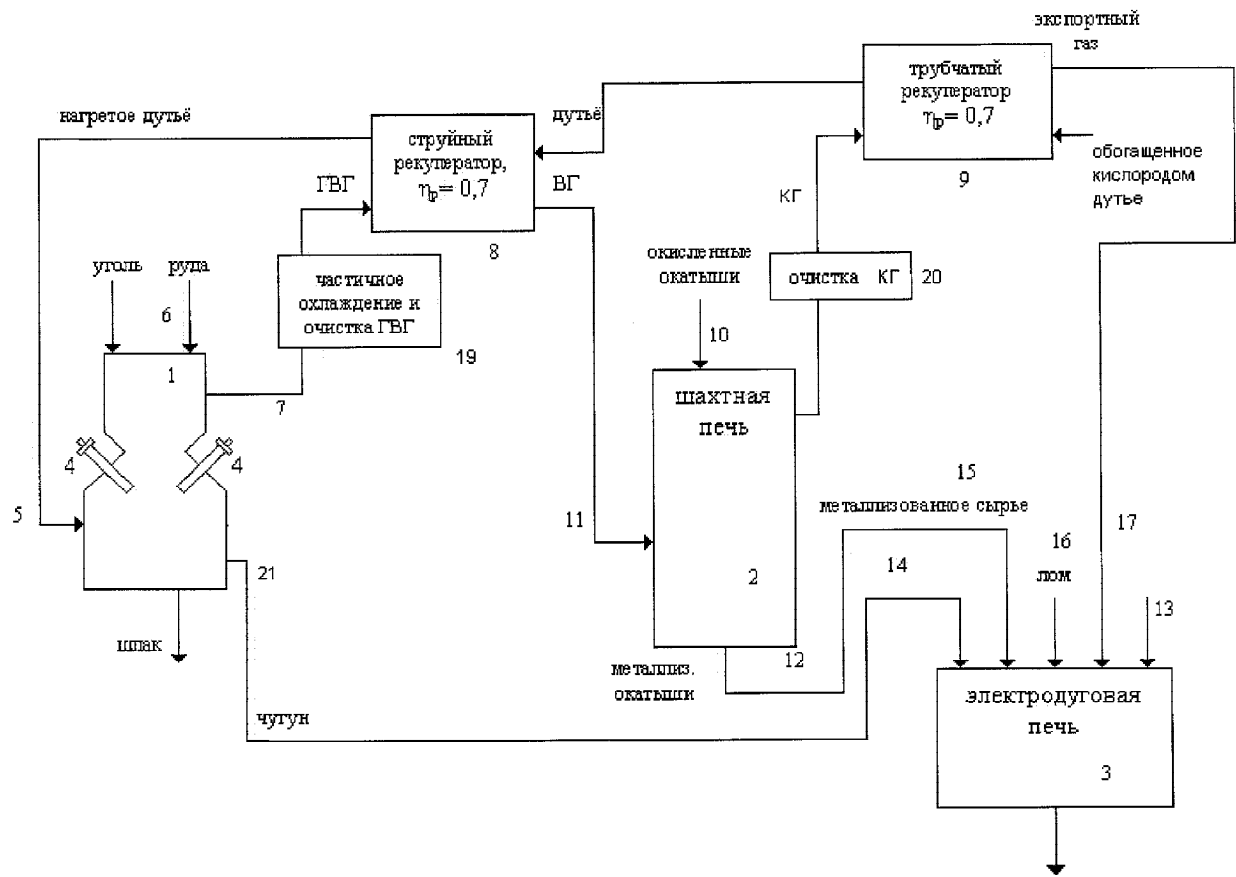 экспортный
газ
трубчатый
рекуператор
ηр= 0,7
обогащенное
кислородом
дутье
9
нагретое дутьё
дутьё
струйный
рекуператор,
ηр= 0,7
8
ГВГ
ВГ
КГ
уголь
руда
6
частичное
охлаждение и
очистка ГВГ
19
окисленные
окатыши
очистка КГ
20
10
1
7
шахтная
печь
4
4
5
11
15
металлизованное сырье
14
16
лом
17
13
2
21
12
шлак
металлиз.
окатыши
чугун
электродуговая
печь
3